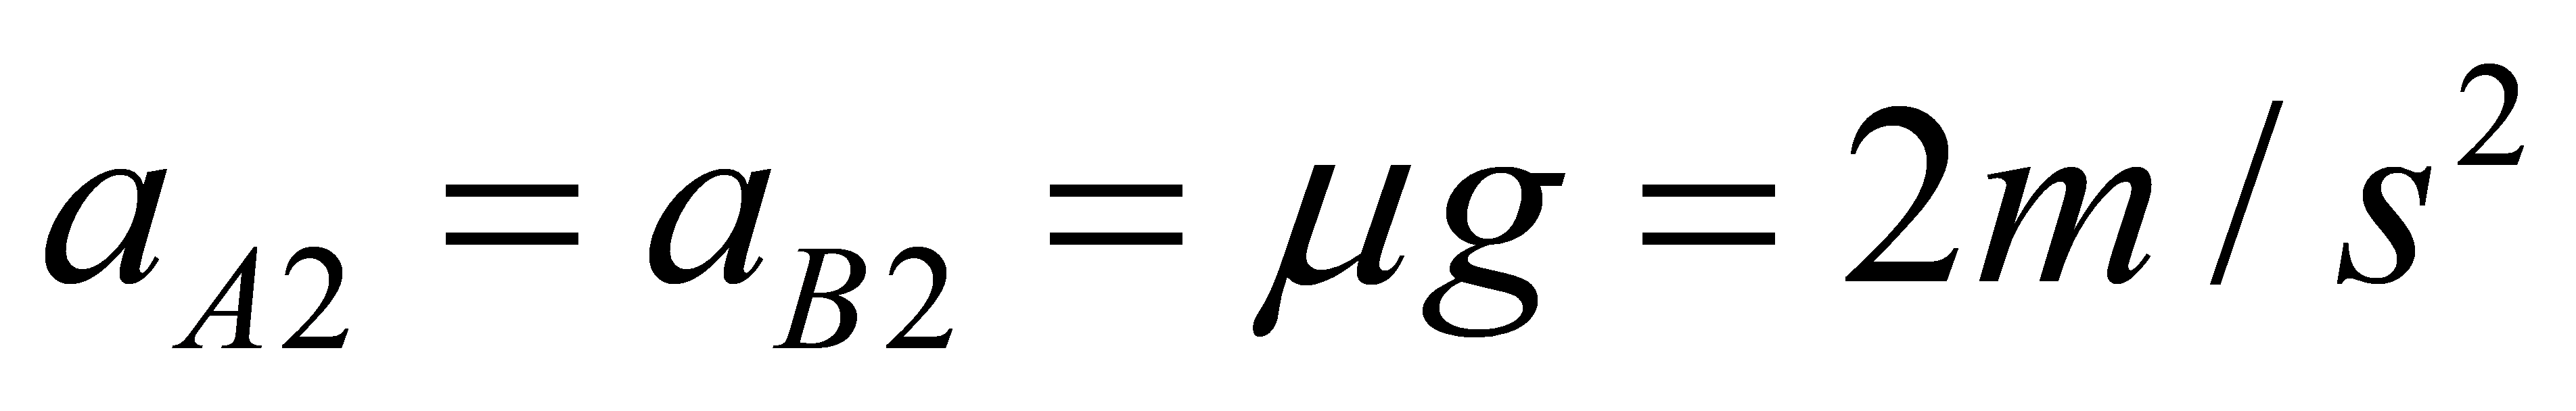 a_{A2} = a_{B2} = μg = 2m / s^2